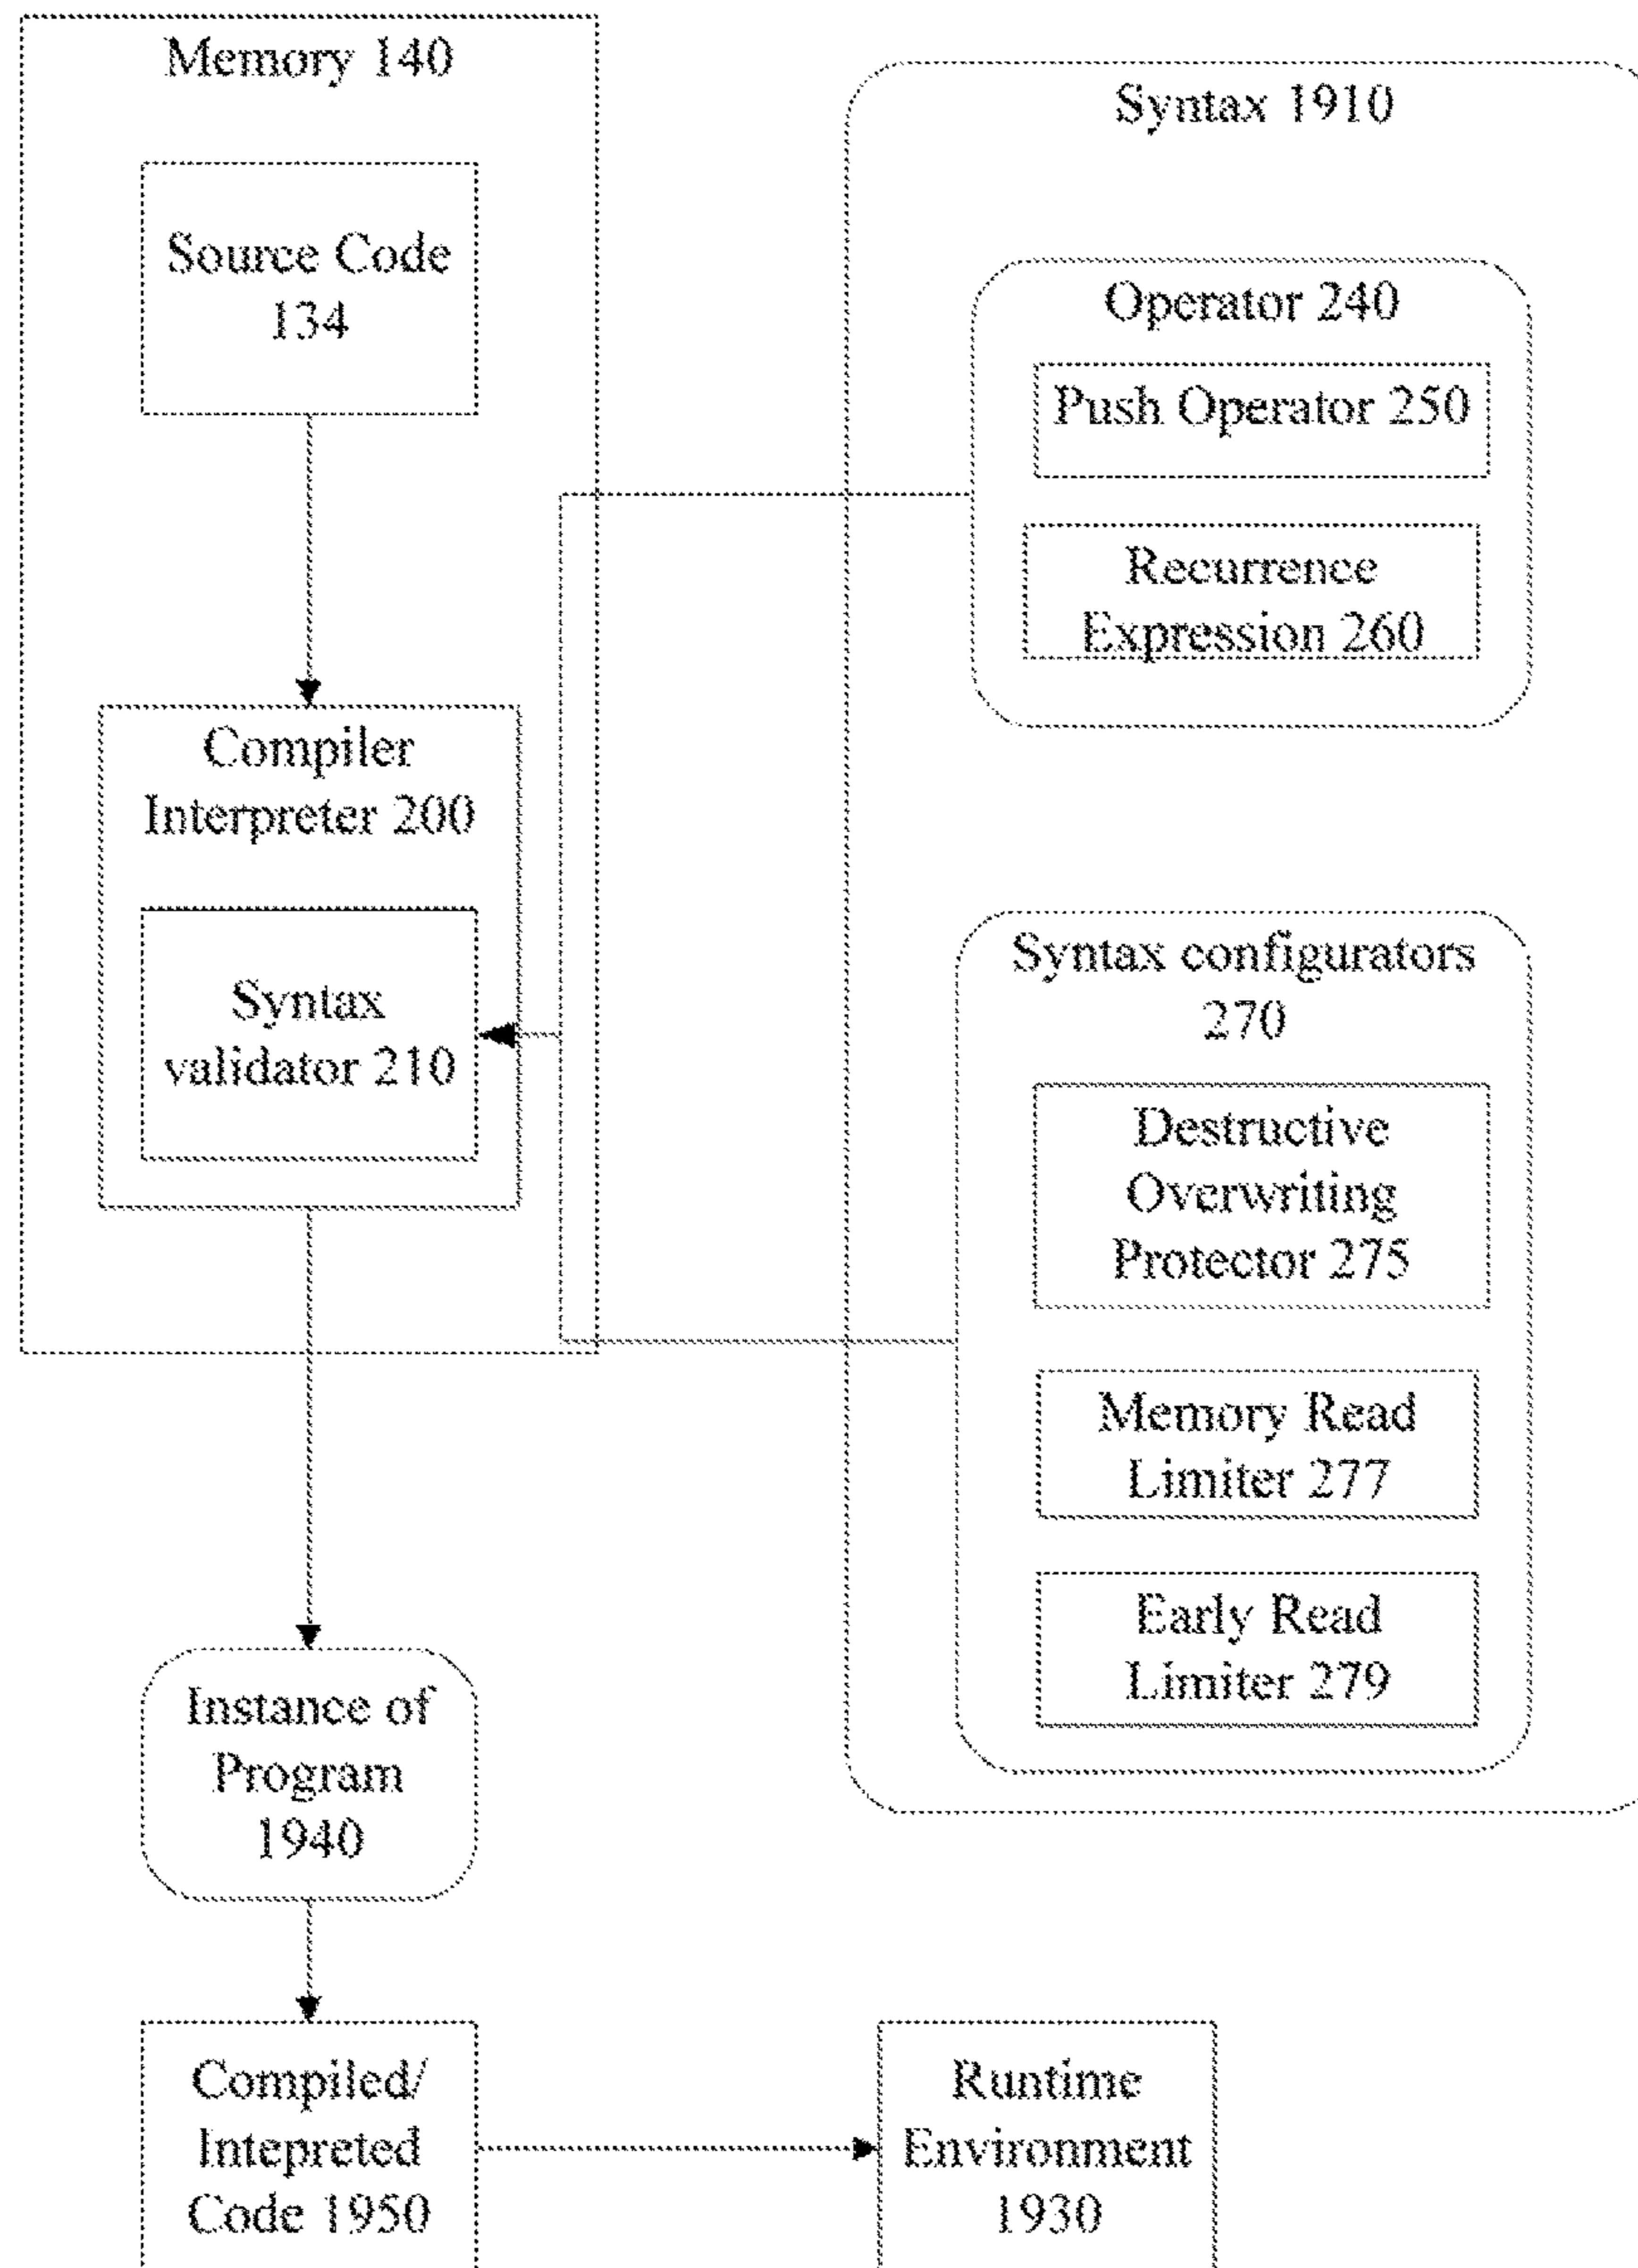 Memory 140
Source Code
134
Compiler
Interpreter 200
Syntax
validator 210
Instance of
Program
1940
Compiled/
Intepreted
Code 1950
Runtime
Environment
1930
Syntax 1910
Operator 240
Push Operator 250
Recurrence
Expression 260
Syntax configurators
270
Destructive
Overwriting
Protector 275
Memory Read
Limiter 277
Early Read
Limiter 279